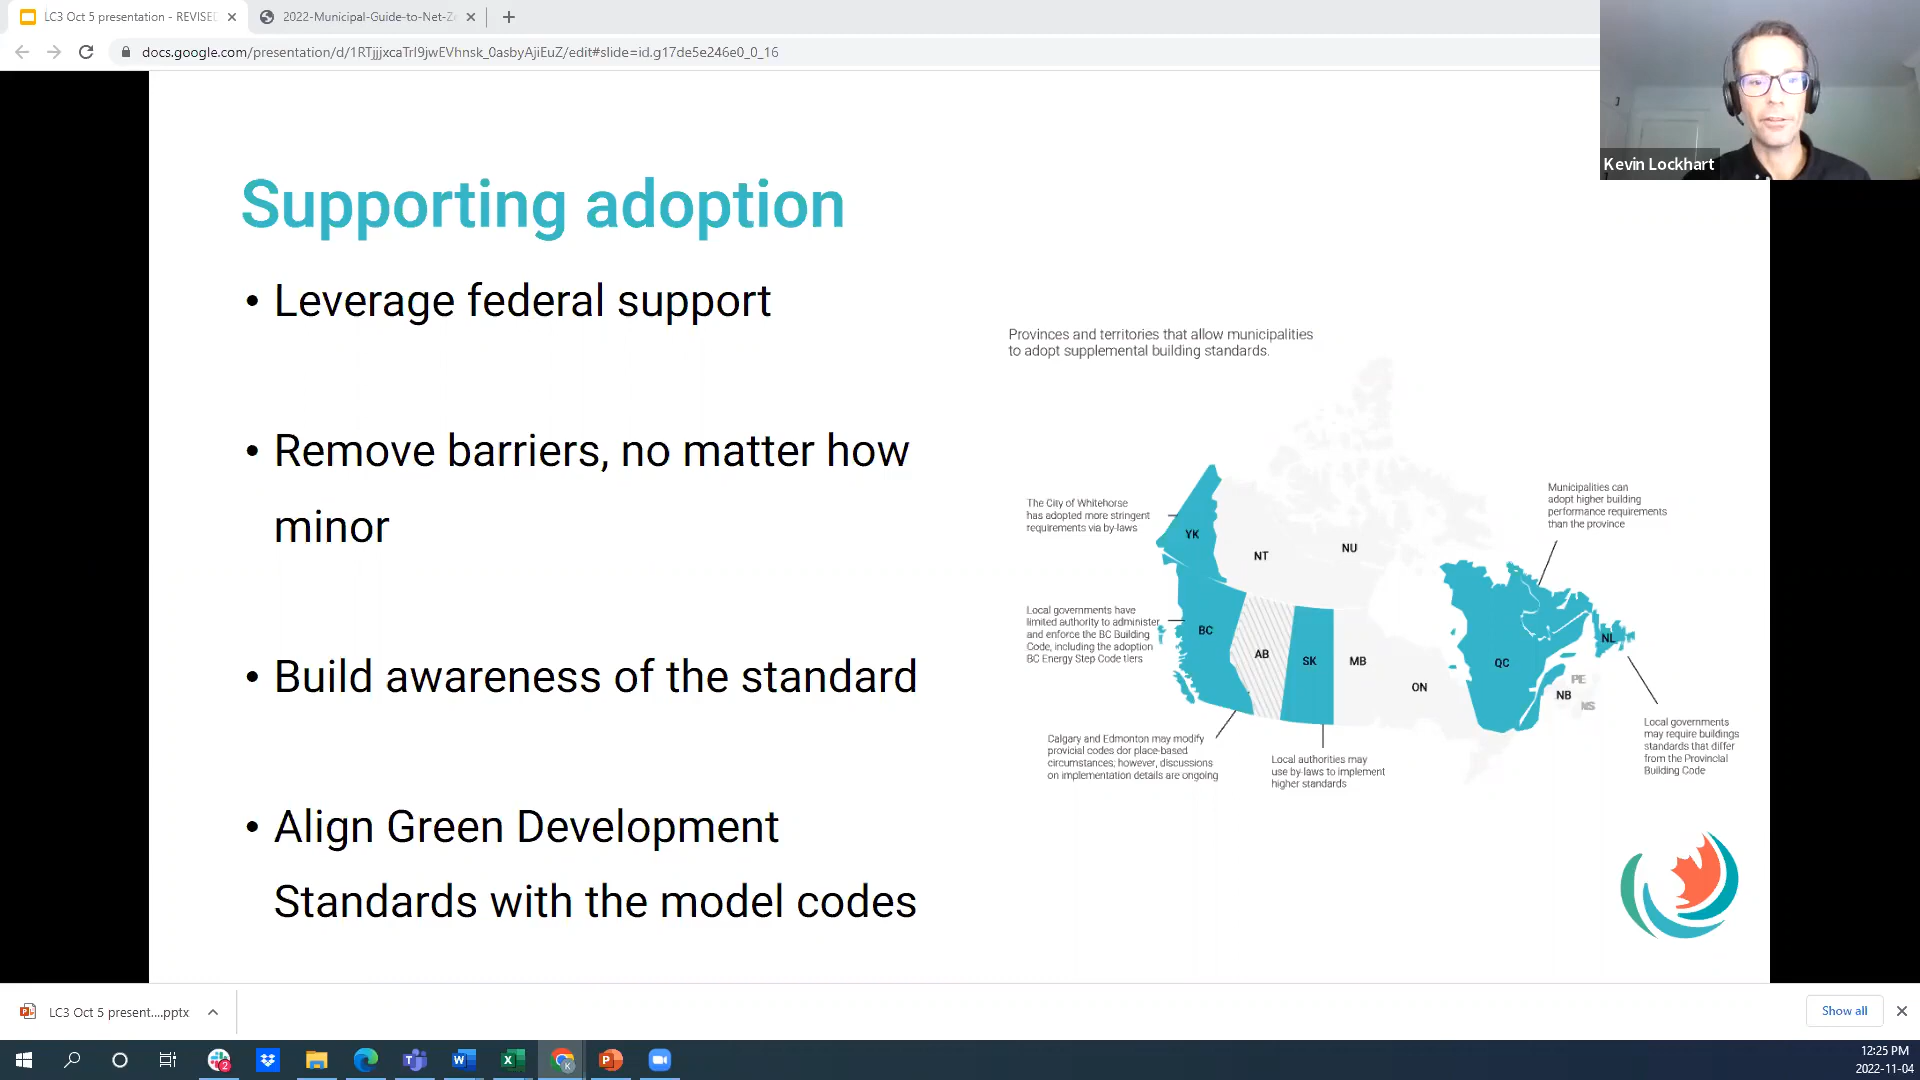 LC3 Oct 5 presentation - REVISED
2022-Municipal-Guide-to-Net-Ze
docs.google.com/presentation/d/1RTjjjxcaTrl9jwEVhnsk_0asbyAjiEuZ/edit#slide=id.g17de5e246e0_0_16
Kevin Lockhart
Supporting adoption
• Leverage federal support
• Remove barriers, no matter how
minor
• Build awareness of the standard
• Align Green Development
Standards with the model codes
Provinces and territories that allow municipalities
to adopt supplemental building standards.
The City of Whitehorse
has adopted more stringent
requirements via by-laws
Local governments have
limited authority to administer
and enforce the BC Building
Code, including the adoption
BC Energy Step Code tiers
Calgary and Edmonton may modify
provicial codes dor place-based
circumstances; however, discussions
on implementation details are ongoing
Local authorities may
use by-laws to implement
higher standards
Municipalities can
adopt higher building
performance requirements
than the province
Local governments
may require buildings
standards that differ
from the Provincial
Building Code
YK
NT
NU
BC
AB
SK
MB
ON
QC
NL
PE
NB
NS
LC3 Oct 5 present....pptx
Show all
2
12:25 PM
2022-11-04